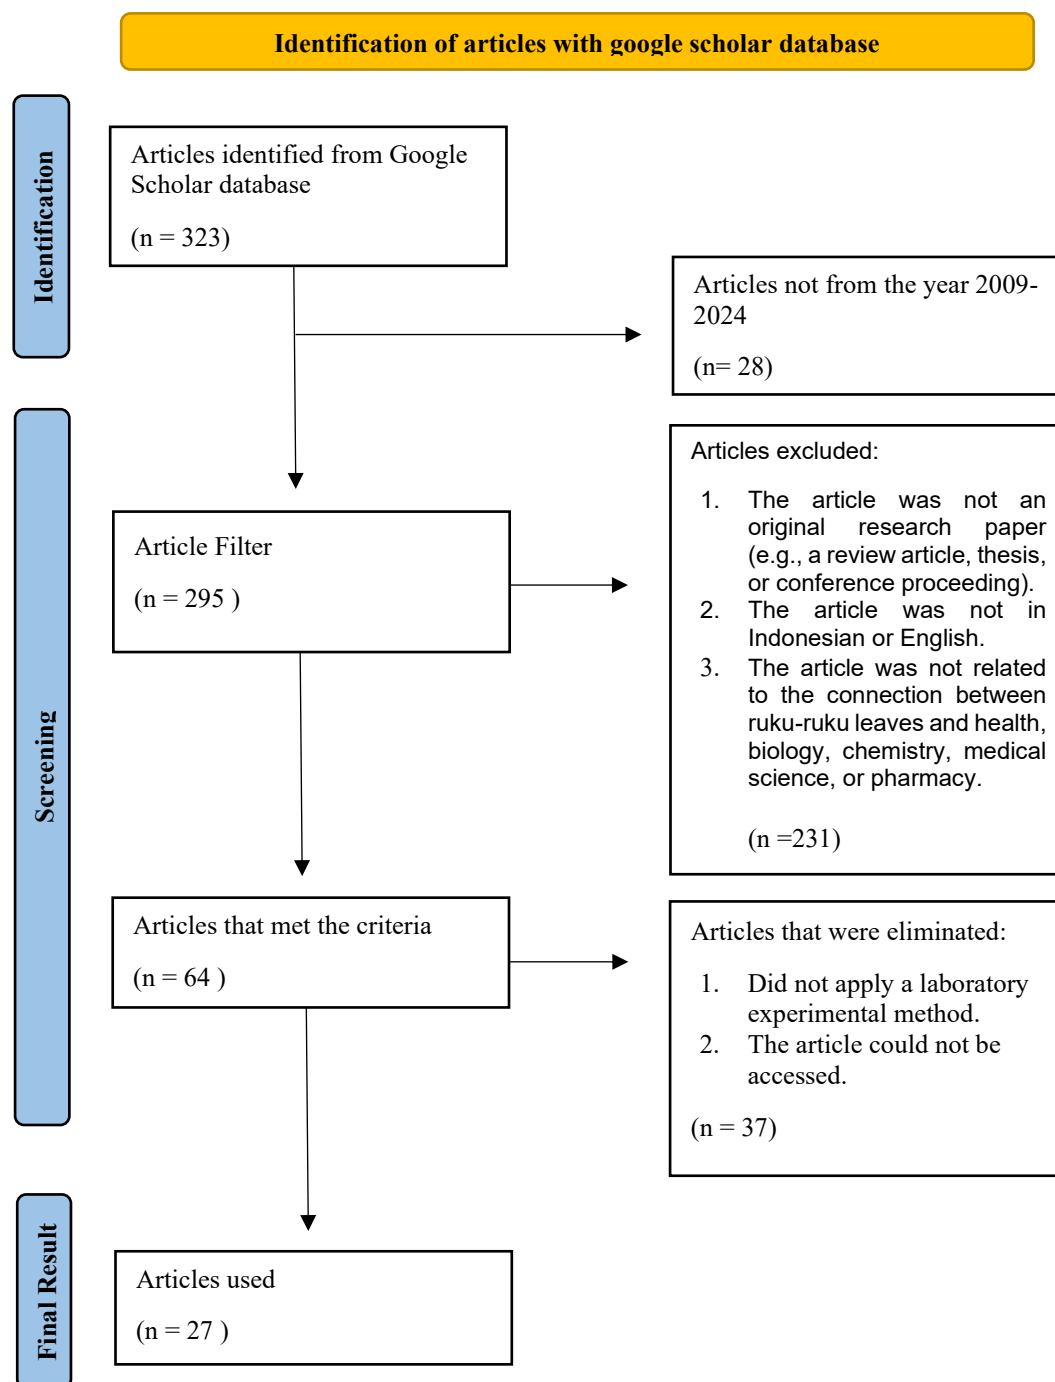 Identification of articles with google scholar database
Identification
Articles identified from Google
Scholar database
(n = 323)
Articles not from the year 2009-
2024
(n= 28)
Screening
Article Filter
(n = 295 )
Articles excluded:
1. The article was not an
original research paper
(e.g., a review article, thesis,
or conference proceeding).
2. The article was not in
Indonesian or English.
3. The article was not related
to the connection between
ruku-ruku leaves and health,
biology, chemistry, medical
science, or pharmacy.
(n =231)
Articles that met the criteria
(n = 64 )
Articles that were eliminated:
1. Did not apply a laboratory
experimental method.
2. The article could not be
accessed.
(n = 37)
Final Result
Articles used
(n = 27 )